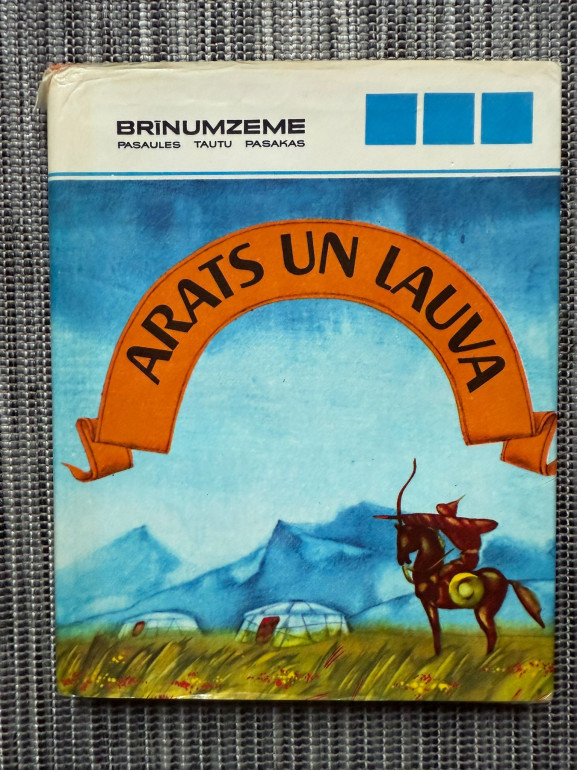 BRĪNUMZEME
PASAULES TAUTU PASAKAS
ARATS UN LAUVA